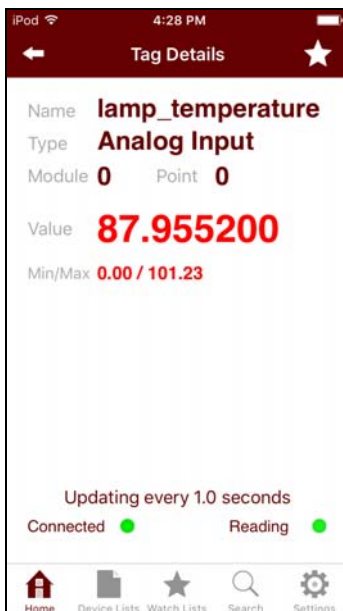 iPod 4:28 PM
Tag Details
Name lamp_temperature
Type Analog Input
Module 0 Point 0
Value 87.955200
Min/Max 0.00 / 101.23
Updating every 1.0 seconds
Connected Reading
Home Device Lists Watch Lists Search Settings